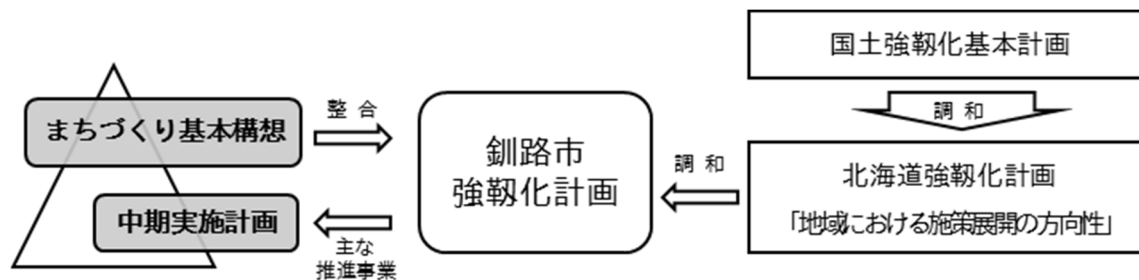 まちづくり基本構想
中期実施計画
整 合
主な
推進事業
釧路市
強靱化計画
調 和
国土強靱化基本計画
調 和
北海道強靱化計画
「地域における施策展開の方向性」